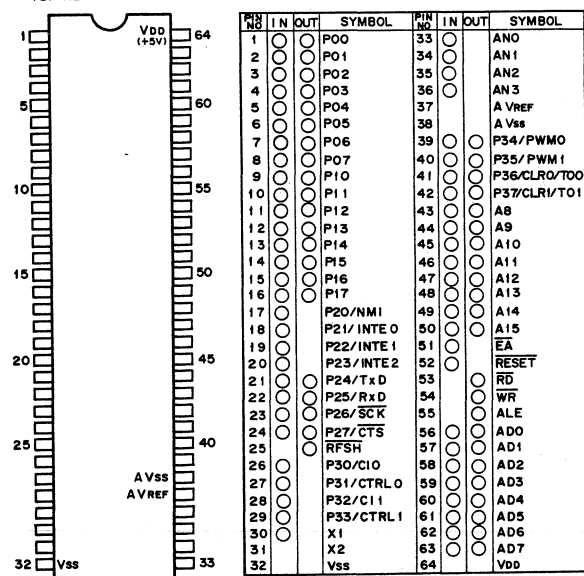 1
5
10
15
20
25
32 Vss
VDD
(+5V)
64
60
55
50
45
40
AVss
AVREF
33
PIN NO IN OUT SYMBOL PIN NO IN OUT SYMBOL
1 P00 33 AN0
2 P01 34 AN1
3 P02 35 AN2
4 P03 36 AN3
5 P04 37 AVREF
6 P05 38 AVss
7 P06 39 P34/PWM0
8 P07 40 P35/PWM1
9 P10 41 P36/CLR0/TO0
10 P11 42 P37/CLR1/TO1
11 P12 43 A8
12 P13 44 A9
13 P14 45 A10
14 P15 46 A11
15 P16 47 A12
16 P17 48 A13
17 P20/NMI 49 A14
18 P21/INTE0 50 A15
19 P22/INTE1 51 EA
20 P23/INTE2 52 RESET
21 P24/TxD 53 RD
22 P25/RxD 54 WR
23 P26/SCK 55 ALE
24 P27/CTS 56 AD0
25 RFSH 57 AD1
26 P30/CI0 58 AD2
27 P31/CTRL0 59 AD3
28 P32/CI1 60 AD4
29 P33/CTRL1 61 AD5
30 X1 62 AD6
31 X2 63 AD7
32 Vss 64 VDD